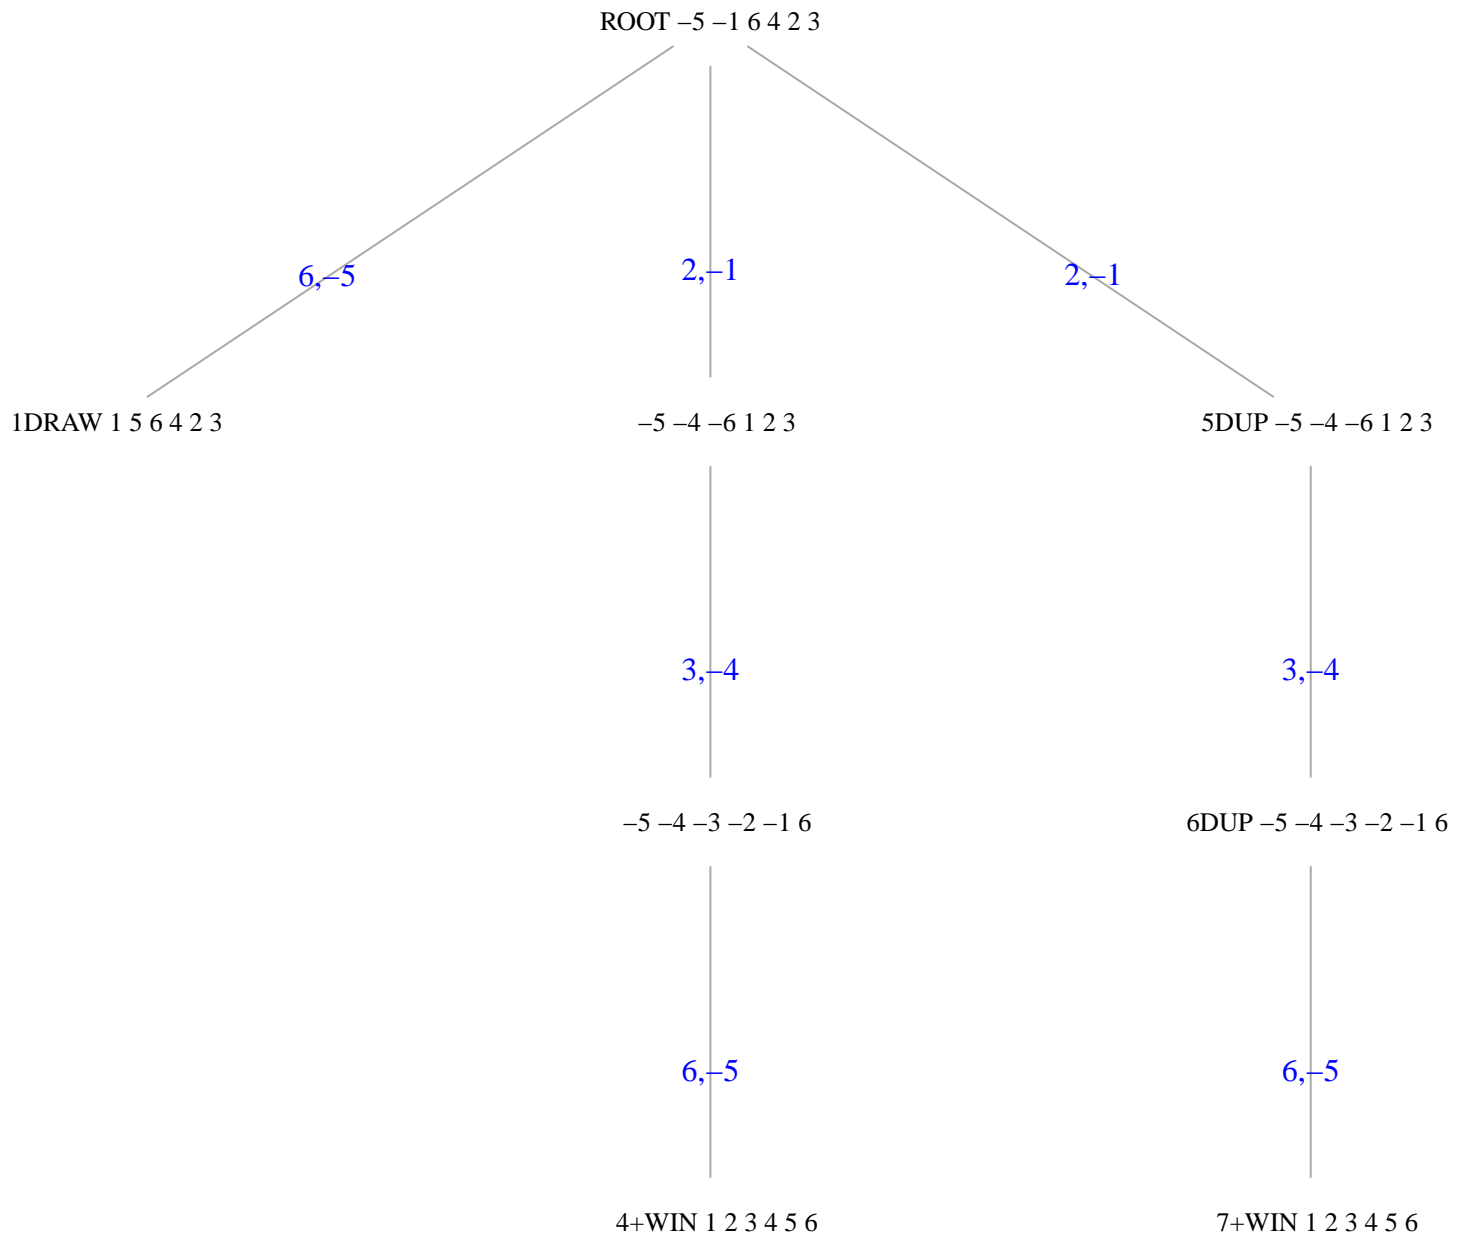 ROOT –5 –1 6 4 2 3
6,–5
2,–1
2,–1
1DRAW 1 5 6 4 2 3
–5 –4 –6 1 2 3
5DUP –5 –4 –6 1 2 3
3,–4
3,–4
–5 –4 –3 –2 –1 6
6DUP –5 –4 –3 –2 –1 6
6,–5
6,–5
4+WIN 1 2 3 4 5 6
7+WIN 1 2 3 4 5 6